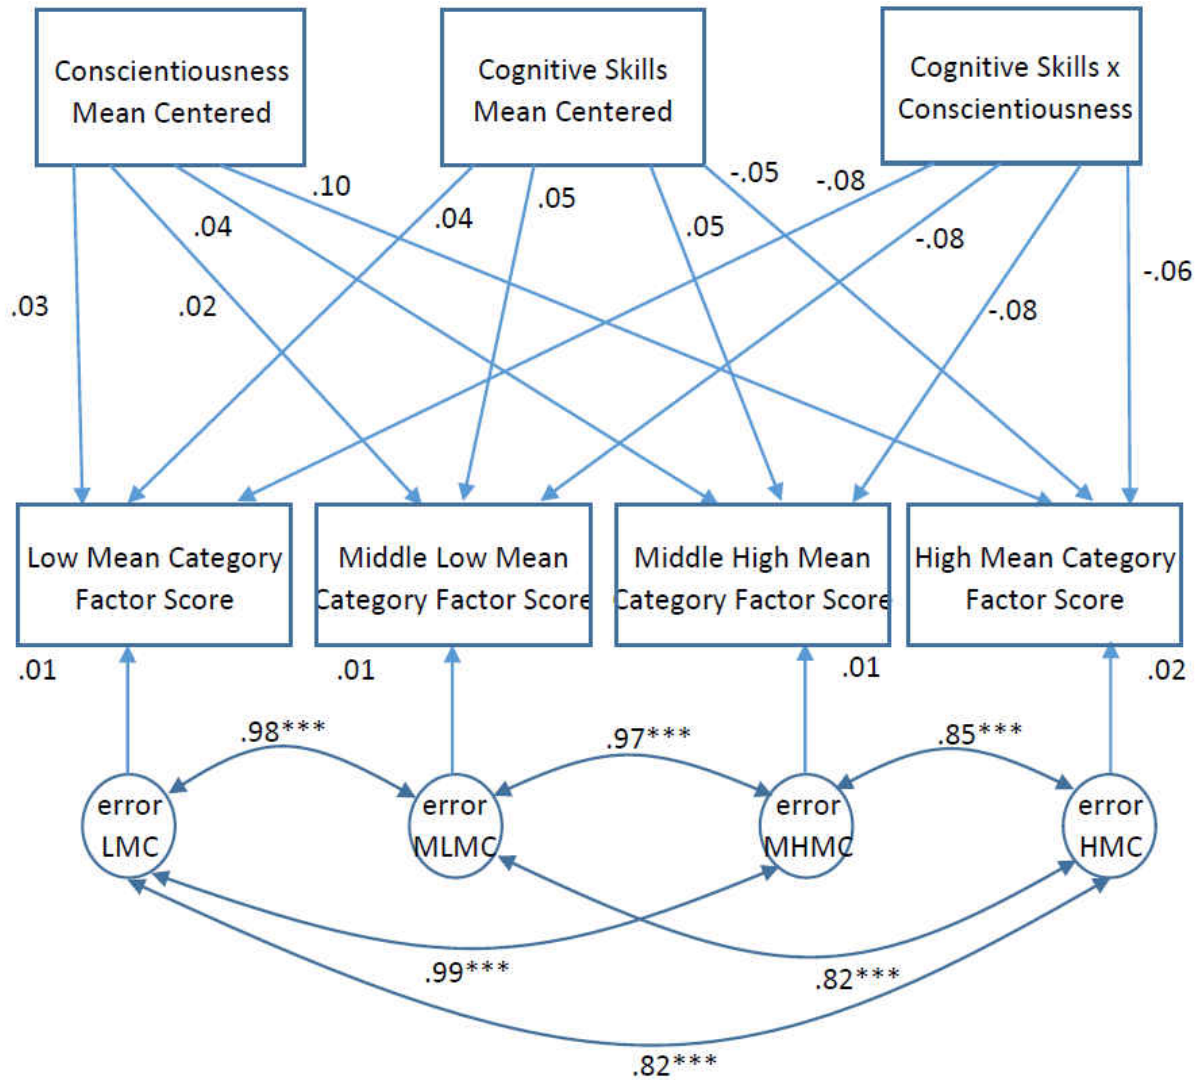 Conscientiousness
Mean Centered
Cognitive Skills
Mean Centered
Cognitive Skills x
Conscientiousness
.10
-.05
-.08
.04
.04
.05
.05
-.08
-.06
.03
.02
-.08
Low Mean Category
Factor Score
Middle Low Mean
Category Factor Score
Middle High Mean
Category Factor Score
High Mean Category
Factor Score
.01
.01
.01
.02
.98***
.97***
.85***
error
LMC
error
MLMC
error
MHMC
error
HMC
.99***
.82***
.82***